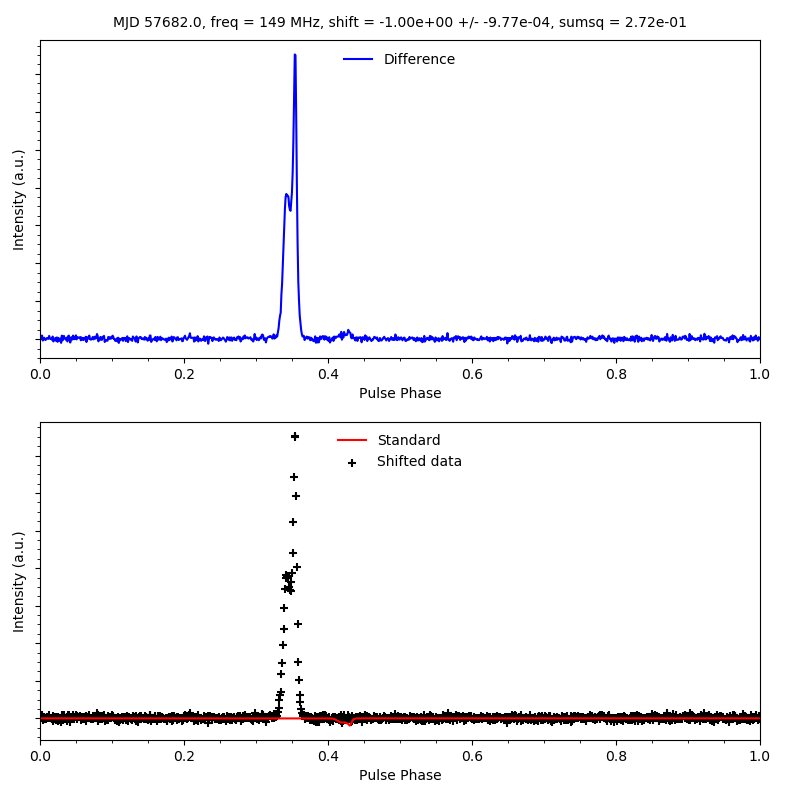 MJD 57682.0, freq = 149 MHz, shift = -1.00e+00 +/- -9.77e-04, sumsq = 2.72e-01
Difference
Intensity (a.u.)
0.0 0.2 0.4 0.6 0.8 1.0
Pulse Phase
Standard
Shifted data
Intensity (a.u.)
0.0 0.2 0.4 0.6 0.8 1.0
Pulse Phase